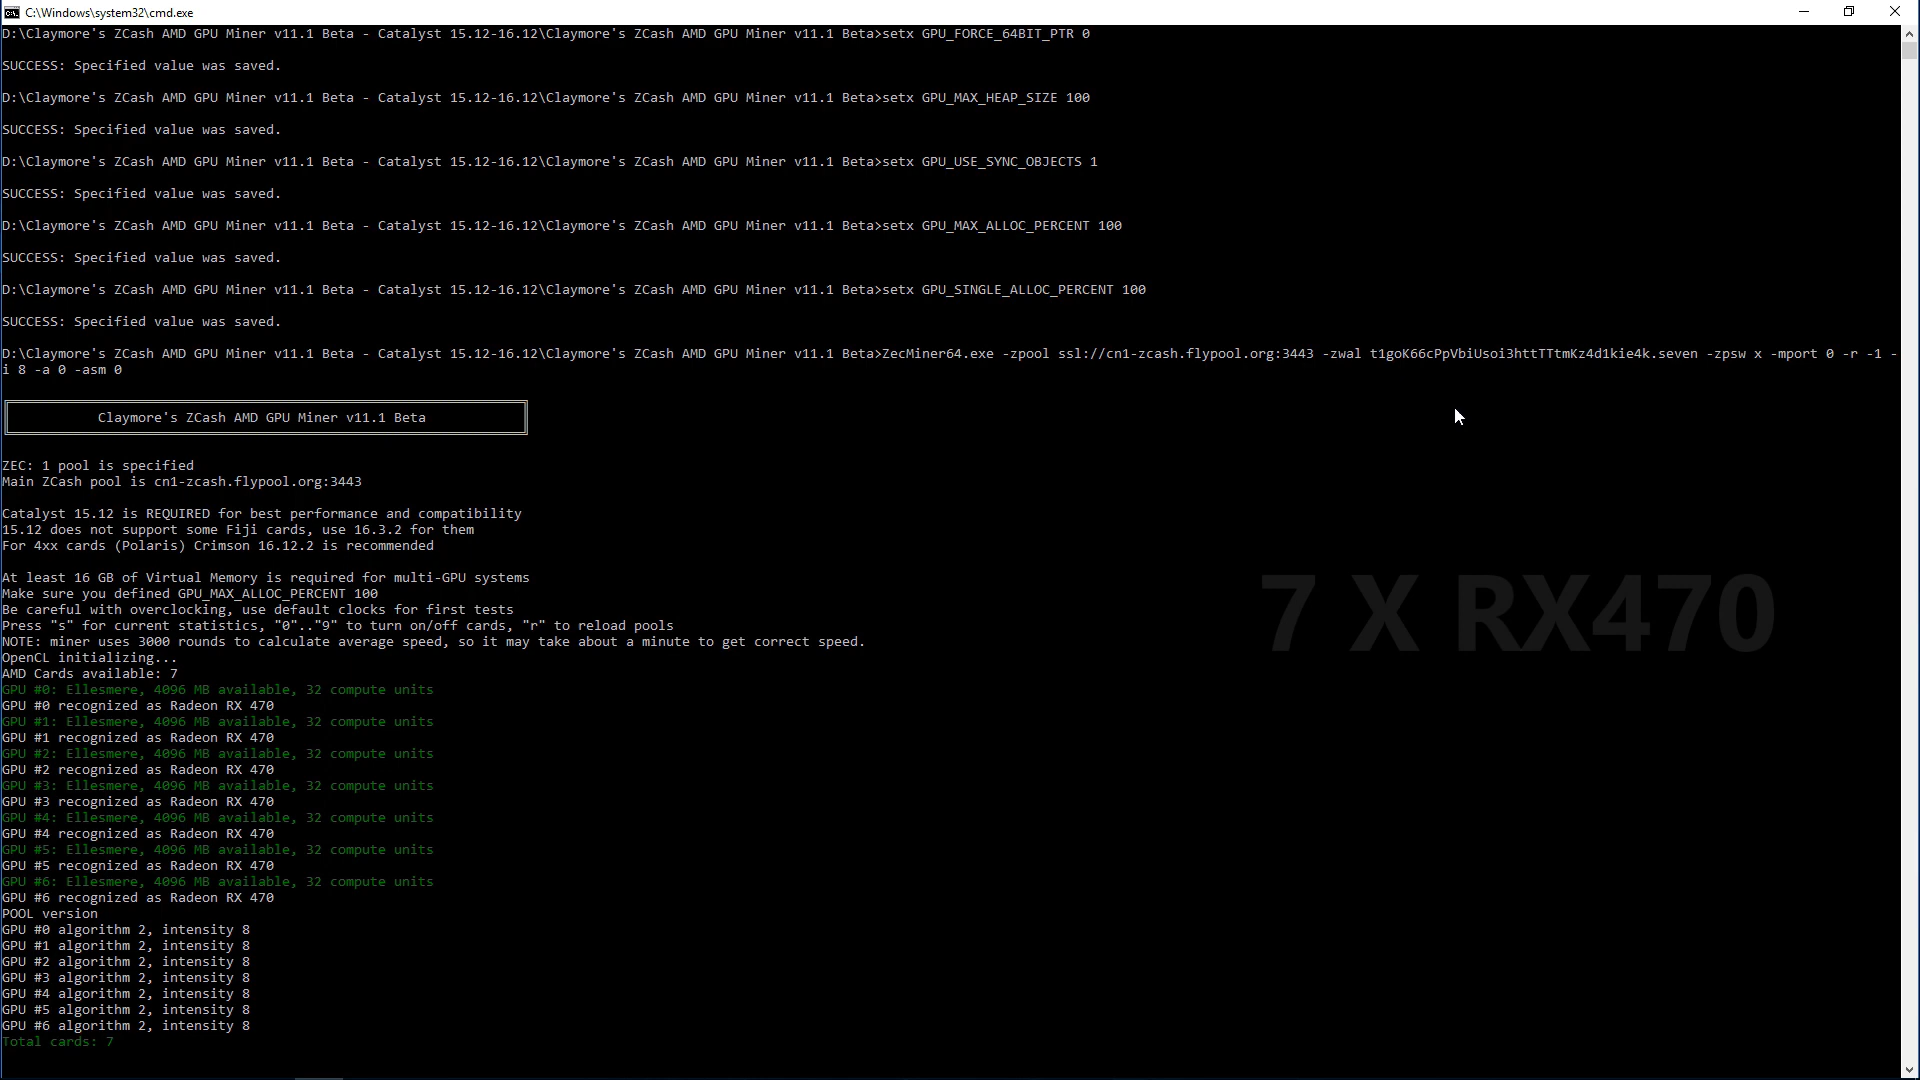 C:\Windows\system32\cmd.exe
D:\Claymore's ZCash AMD GPU Miner v11.1 Beta - Catalyst 15.12-16.12\Claymore's ZCash AMD GPU Miner v11.1 Beta>setx GPU_FORCE_64BIT_PTR 0
SUCCESS: Specified value was saved.
D:\Claymore's ZCash AMD GPU Miner v11.1 Beta - Catalyst 15.12-16.12\Claymore's ZCash AMD GPU Miner v11.1 Beta>setx GPU_MAX_HEAP_SIZE 100
SUCCESS: Specified value was saved.
D:\Claymore's ZCash AMD GPU Miner v11.1 Beta - Catalyst 15.12-16.12\Claymore's ZCash AMD GPU Miner v11.1 Beta>setx GPU_USE_SYNC_OBJECTS 1
SUCCESS: Specified value was saved.
D:\Claymore's ZCash AMD GPU Miner v11.1 Beta - Catalyst 15.12-16.12\Claymore's ZCash AMD GPU Miner v11.1 Beta>setx GPU_MAX_ALLOC_PERCENT 100
SUCCESS: Specified value was saved.
D:\Claymore's ZCash AMD GPU Miner v11.1 Beta - Catalyst 15.12-16.12\Claymore's ZCash AMD GPU Miner v11.1 Beta>setx GPU_SINGLE_ALLOC_PERCENT 100
SUCCESS: Specified value was saved.
D:\Claymore's ZCash AMD GPU Miner v11.1 Beta - Catalyst 15.12-16.12\Claymore's ZCash AMD GPU Miner v11.1 Beta>ZecMiner64.exe -zpool ssl://cn1-zcash.flypool.org:3443 -zwal t1goK66cPpVbiUsoi3httTTtmKz4d1kie4k.seven -zpsw x -mport 0 -r -1 -
i 8 -a 0 -asm 0
Claymore's ZCash AMD GPU Miner v11.1 Beta
ZEC: 1 pool is specified
Main ZCash pool is cn1-zcash.flypool.org:3443
Catalyst 15.12 is REQUIRED for best performance and compatibility
15.12 does not support some Fiji cards, use 16.3.2 for them
For 4xx cards (Polaris) Crimson 16.12.2 is recommended
At least 16 GB of Virtual Memory is required for multi-GPU systems
Make sure you defined GPU_MAX_ALLOC_PERCENT 100
Be careful with overclocking, use default clocks for first tests
Press "s" for current statistics, "0".."9" to turn on/off cards, "r" to reload pools
NOTE: miner uses 3000 rounds to calculate average speed, so it may take about a minute to get correct speed.
OpenCL initializing...
AMD Cards available: 7
GPU #0: Ellesmere, 4096 MB available, 32 compute units
GPU #0 recognized as Radeon RX 470
GPU #1: Ellesmere, 4096 MB available, 32 compute units
GPU #1 recognized as Radeon RX 470
GPU #2: Ellesmere, 4096 MB available, 32 compute units
GPU #2 recognized as Radeon RX 470
GPU #3: Ellesmere, 4096 MB available, 32 compute units
GPU #3 recognized as Radeon RX 470
GPU #4: Ellesmere, 4096 MB available, 32 compute units
GPU #4 recognized as Radeon RX 470
GPU #5: Ellesmere, 4096 MB available, 32 compute units
GPU #5 recognized as Radeon RX 470
GPU #6: Ellesmere, 4096 MB available, 32 compute units
GPU #6 recognized as Radeon RX 470
POOL version
GPU #0 algorithm 2, intensity 8
GPU #1 algorithm 2, intensity 8
GPU #2 algorithm 2, intensity 8
GPU #3 algorithm 2, intensity 8
GPU #4 algorithm 2, intensity 8
GPU #5 algorithm 2, intensity 8
GPU #6 algorithm 2, intensity 8
Total cards: 7
7 X RX470